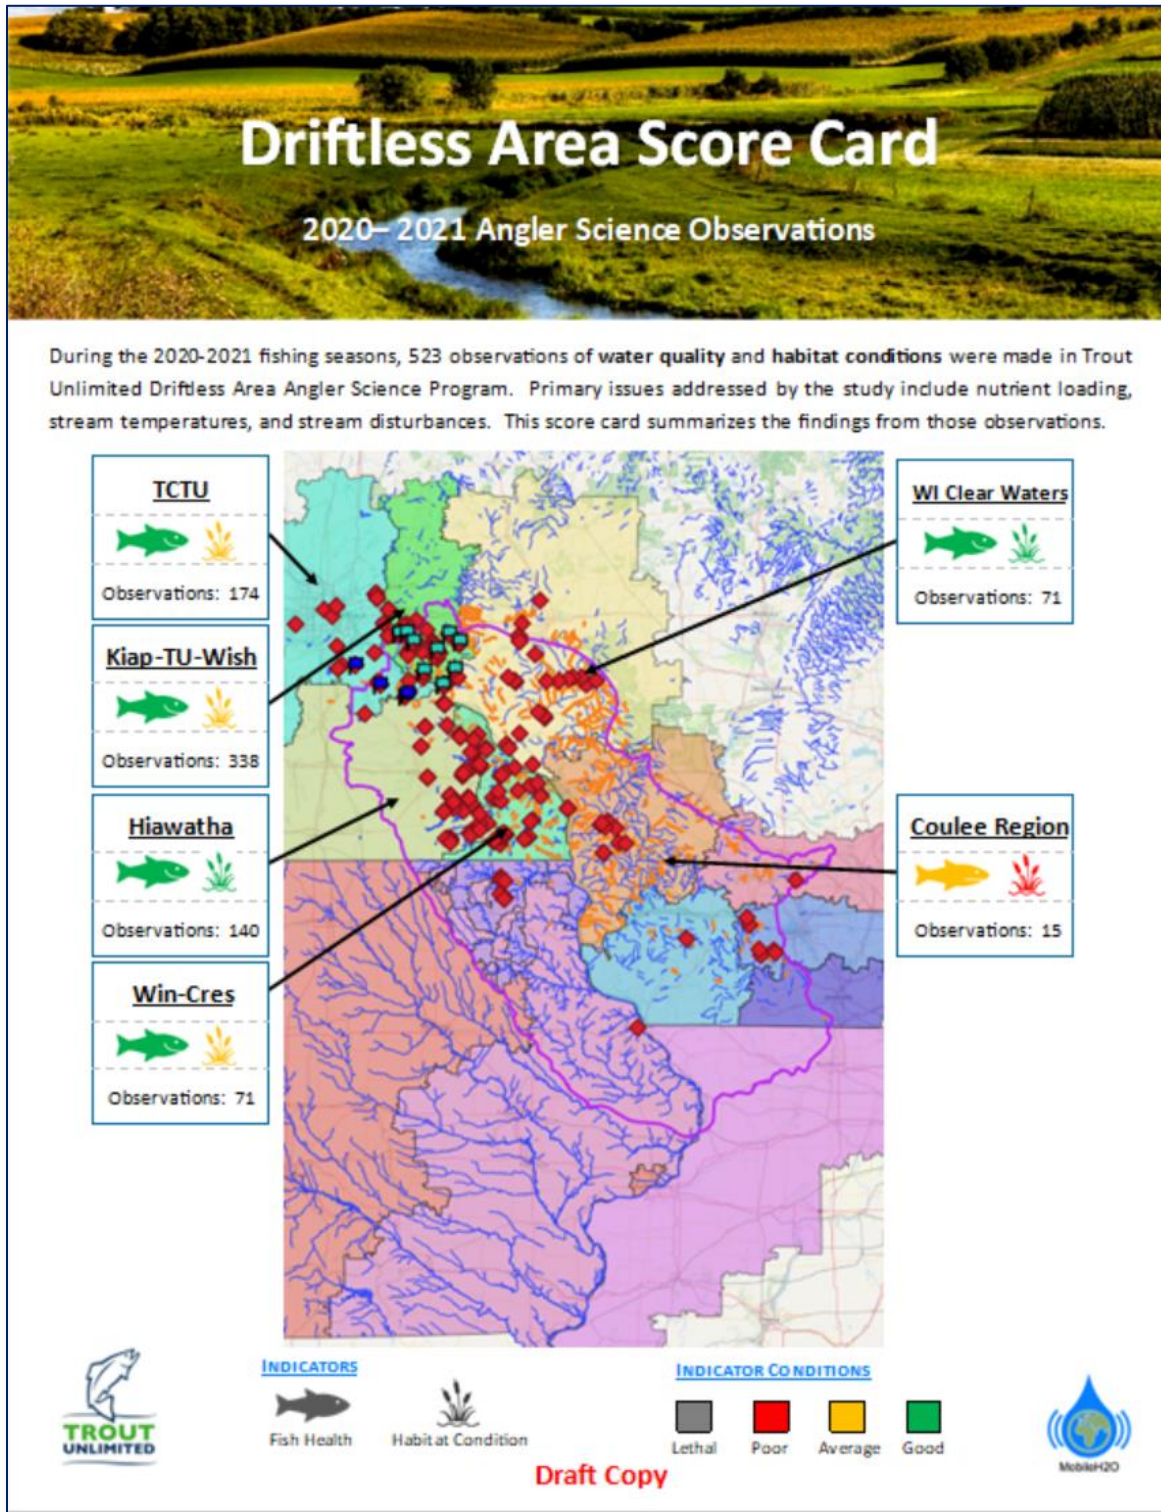 Driftless Area Score Card
2020– 2021 Angler Science Observations
During the 2020-2021 fishing seasons, 523 observations of water quality and habitat conditions were made in Trout
Unlimited Driftless Area Angler Science Program. Primary issues addressed by the study include nutrient loading,
stream temperatures, and stream disturbances. This score card summarizes the findings from those observations.
TCTU
Observations: 174
Kiap-TU-Wish
Observations: 338
Hiawatha
Observations: 140
Win-Cres
Observations: 71
WI Clear Waters
Observations: 71
Coulee Region
Observations: 15
TROUT
UNLIMITED
INDICATORS
Fish Health
Habitat Condition
INDICATOR CONDITIONS
Lethal
Poor
Average
Good
Draft Copy
MobileH2O